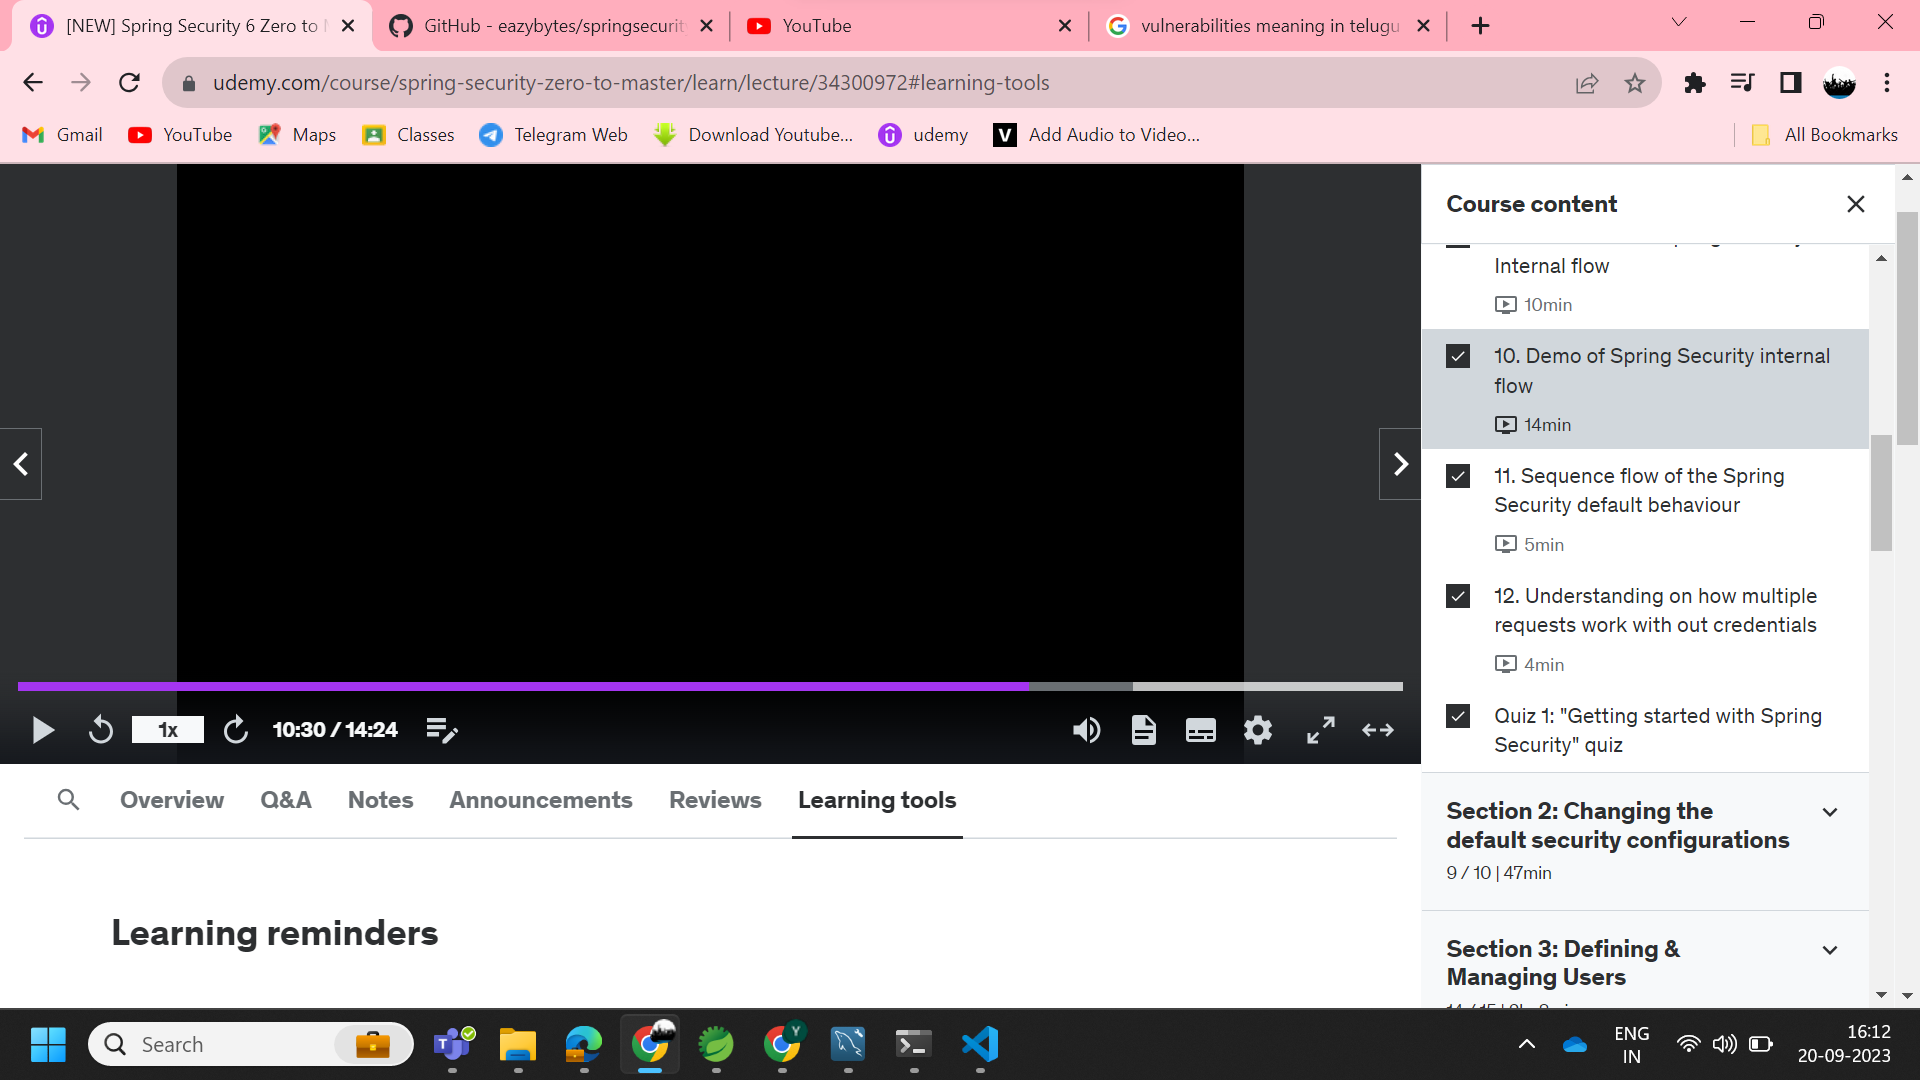 [NEW] Spring Security 6 Zero to
GitHub - eazybytes/springsecurit
YouTube
vulnerabilities meaning in telugu
udemy.com/course/spring-security-zero-to-master/learn/lecture/34300972#learning-tools
Gmail
YouTube
Maps
Classes
Telegram Web
Download Youtube...
udemy
Add Audio to Video...
All Bookmarks
Course content
Internal flow
10min
10. Demo of Spring Security internal
flow
14min
11. Sequence flow of the Spring
Security default behaviour
5min
12. Understanding on how multiple
requests work with out credentials
4min
Quiz 1: "Getting started with Spring
Security" quiz
Section 2: Changing the
default security configurations
9 / 10 | 47min
Section 3: Defining &
Managing Users
1x
10:30 / 14:24
Overview
Q&A
Notes
Announcements
Reviews
Learning tools
Learning reminders
Search
Y
ENG
IN
16:12
20-09-2023